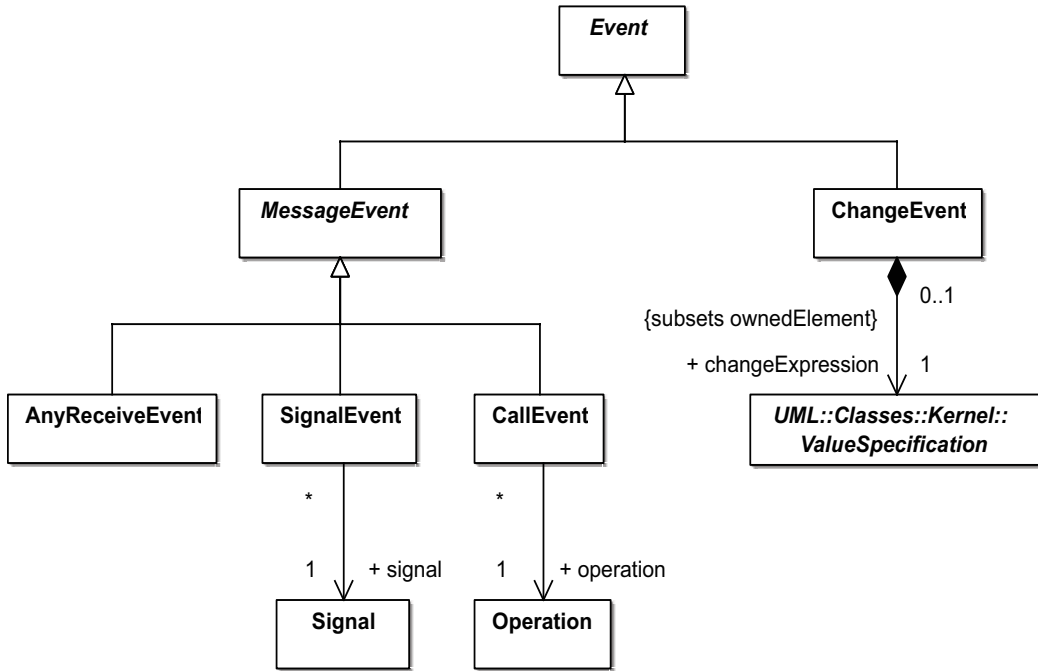 Event
MessageEvent
ChangeEvent
0..1
{subsets ownedElement}
+ changeExpression
1
AnyReceiveEvent
SignalEvent
CallEvent
UML::Classes::Kernel::
ValueSpecification
*
*
1
+ signal
1
+ operation
Signal
Operation